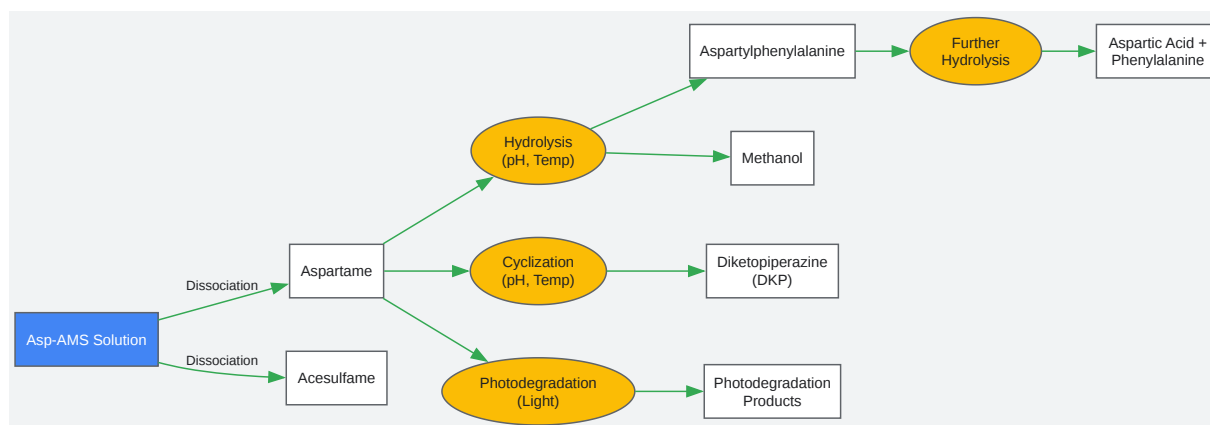 Aspartylphenylalanine
Further
Hydrolysis
Aspartic Acid +
Phenylalanine
Hydrolysis
(pH, Temp)
Methanol
Aspartame
Cyclization
(pH, Temp)
Diketopiperazine
(DKP)
Dissociation
Asp-AMS Solution
Dissociation
Acesulfame
Photodegradation
(Light)
Photodegradation
Products